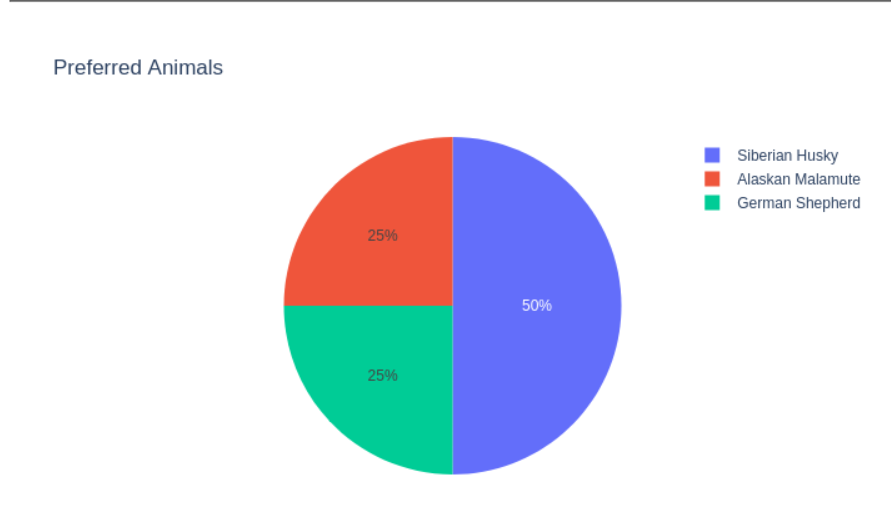 Preferred Animals
Siberian Husky
Alaskan Malamute
German Shepherd
25%
50%
25%